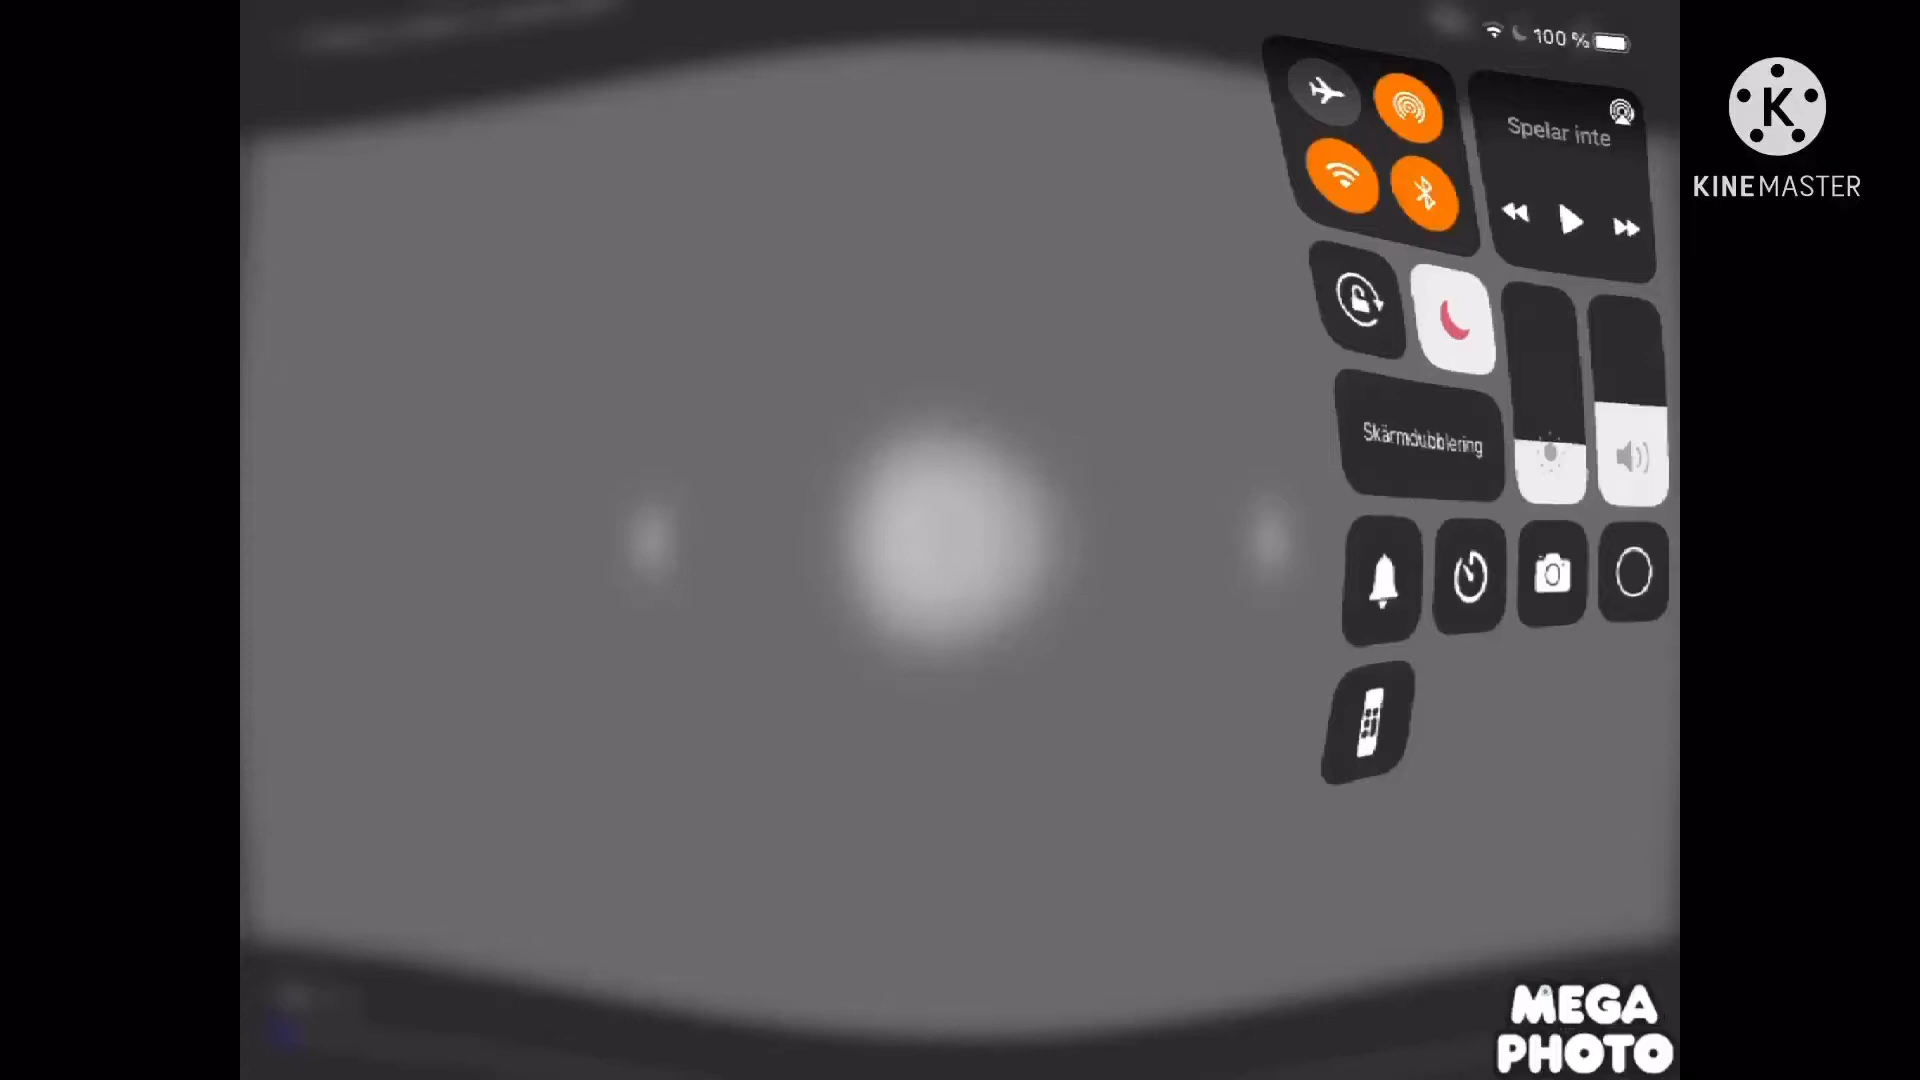 100 %
Spelar inte
Skärmdubblering
K
KINEMASTER
MEGA
PHOTO